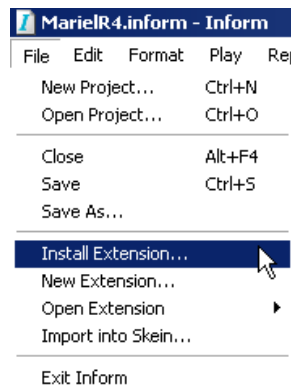 MarielR4.inform - Inform
File Edit Format Play
New Project... Ctrl+N
Open Project... Ctrl+O
Close Alt+F4
Save Ctrl+S
Save As...
Install Extension...
New Extension...
Open Extension
Import into Skein...
Exit Inform